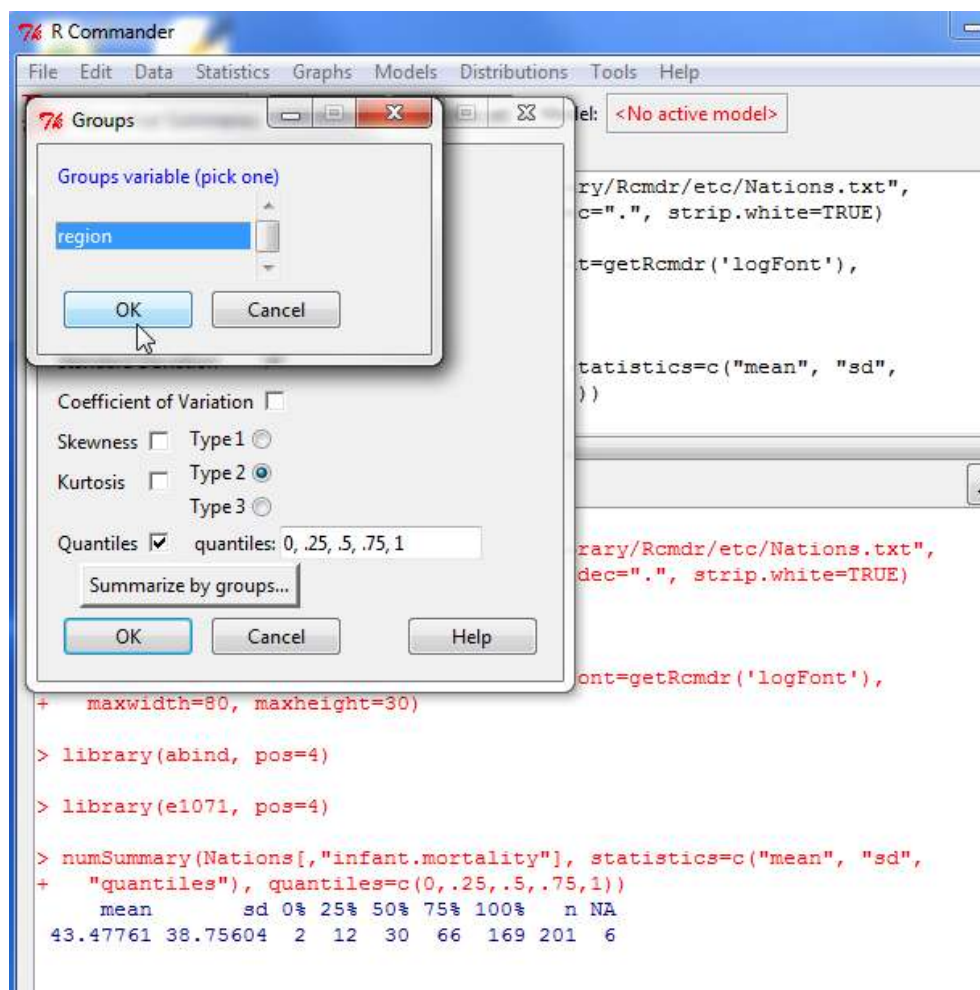 R Commander
File Edit Data Statistics Graphs Models Distributions Tools Help
Groups
del: <No active model>
Groups variable (pick one)
region
OK Cancel
ry/Rcmdr/etc/Nations.txt",
c=".", strip.white=TRUE)
t=getRcmdr('logFont'),
tatistics=c("mean", "sd",
))
Coefficient of Variation
Skewness Type 1
Kurtosis Type 2
Type 3
Quantiles quantiles: 0, .25, .5, .75, 1
Summarize by groups...
OK Cancel Help
rary/Rcmdr/etc/Nations.txt",
dec=".", strip.white=TRUE)
ont=getRcmdr('logFont'),
+   maxwidth=80, maxheight=30)
> library(abind, pos=4)
> library(e1071, pos=4)
> numSummary(Nations[,"infant.mortality"], statistics=c("mean", "sd",
+   "quantiles"), quantiles=c(0,.25,.5,.75,1))
mean sd 0% 25% 50% 75% 100% n NA
43.47761 38.75604 2 12 30 66 169 201 6